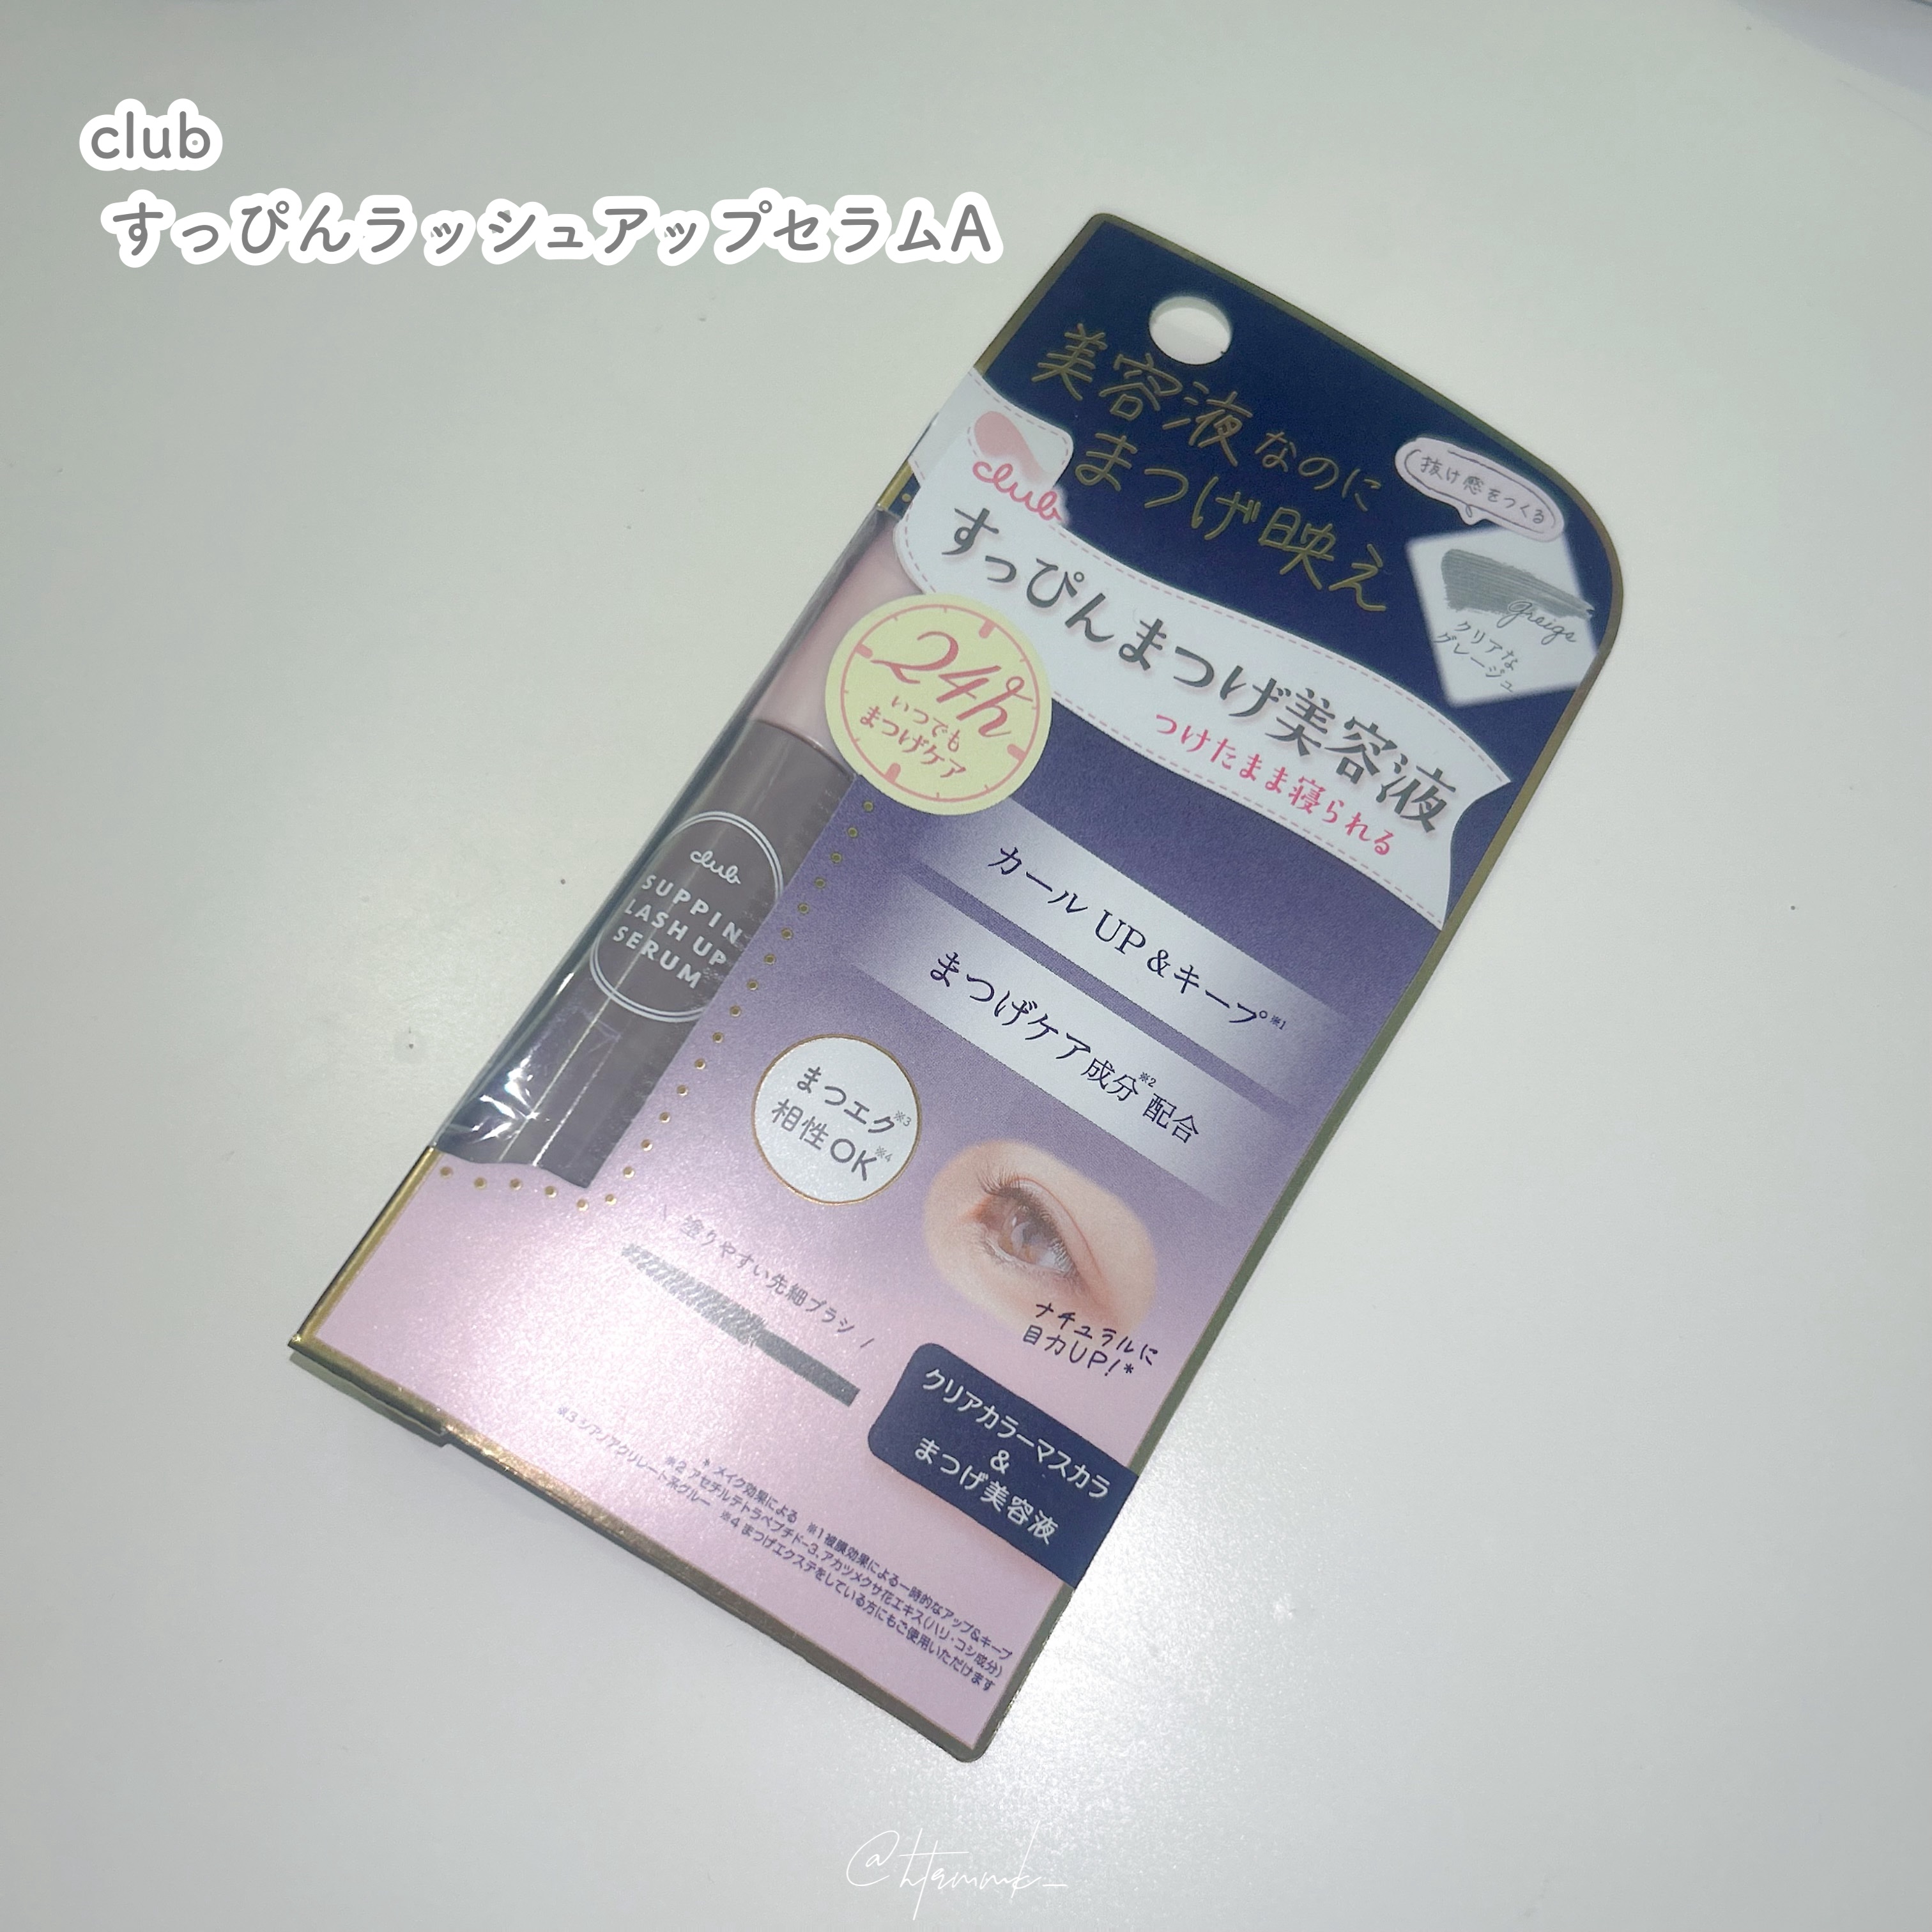 club
すっぴんラッシュアップセラムA
美容液なのに
まつげ映え
抜け感をつくる
greige
クリアな
グレージュ
club
すっぴんまつげ美容液
つけたまま寝られる
24h
いつでも
まつげケア
カールUP&キープ※1
まつげケア成分※2配合
club
SUPPIN
LASH UP
SERUM
まつエク※3
相性OK※4
ナチュラルに
目力UP!*
\ 塗りやすい先細ブラシ /
クリアカラーマスカラ
&
まつげ美容液
* メイク効果による ※1 被膜効果による一時的なアップ&キープ
※2 アセチルテトラペプチド-3、アカツメクサ花エキス(ハリ・コシ成分)
※3 シアノアクリレート系グルー ※4 まつげエクステをしている方にもご使用いただけます